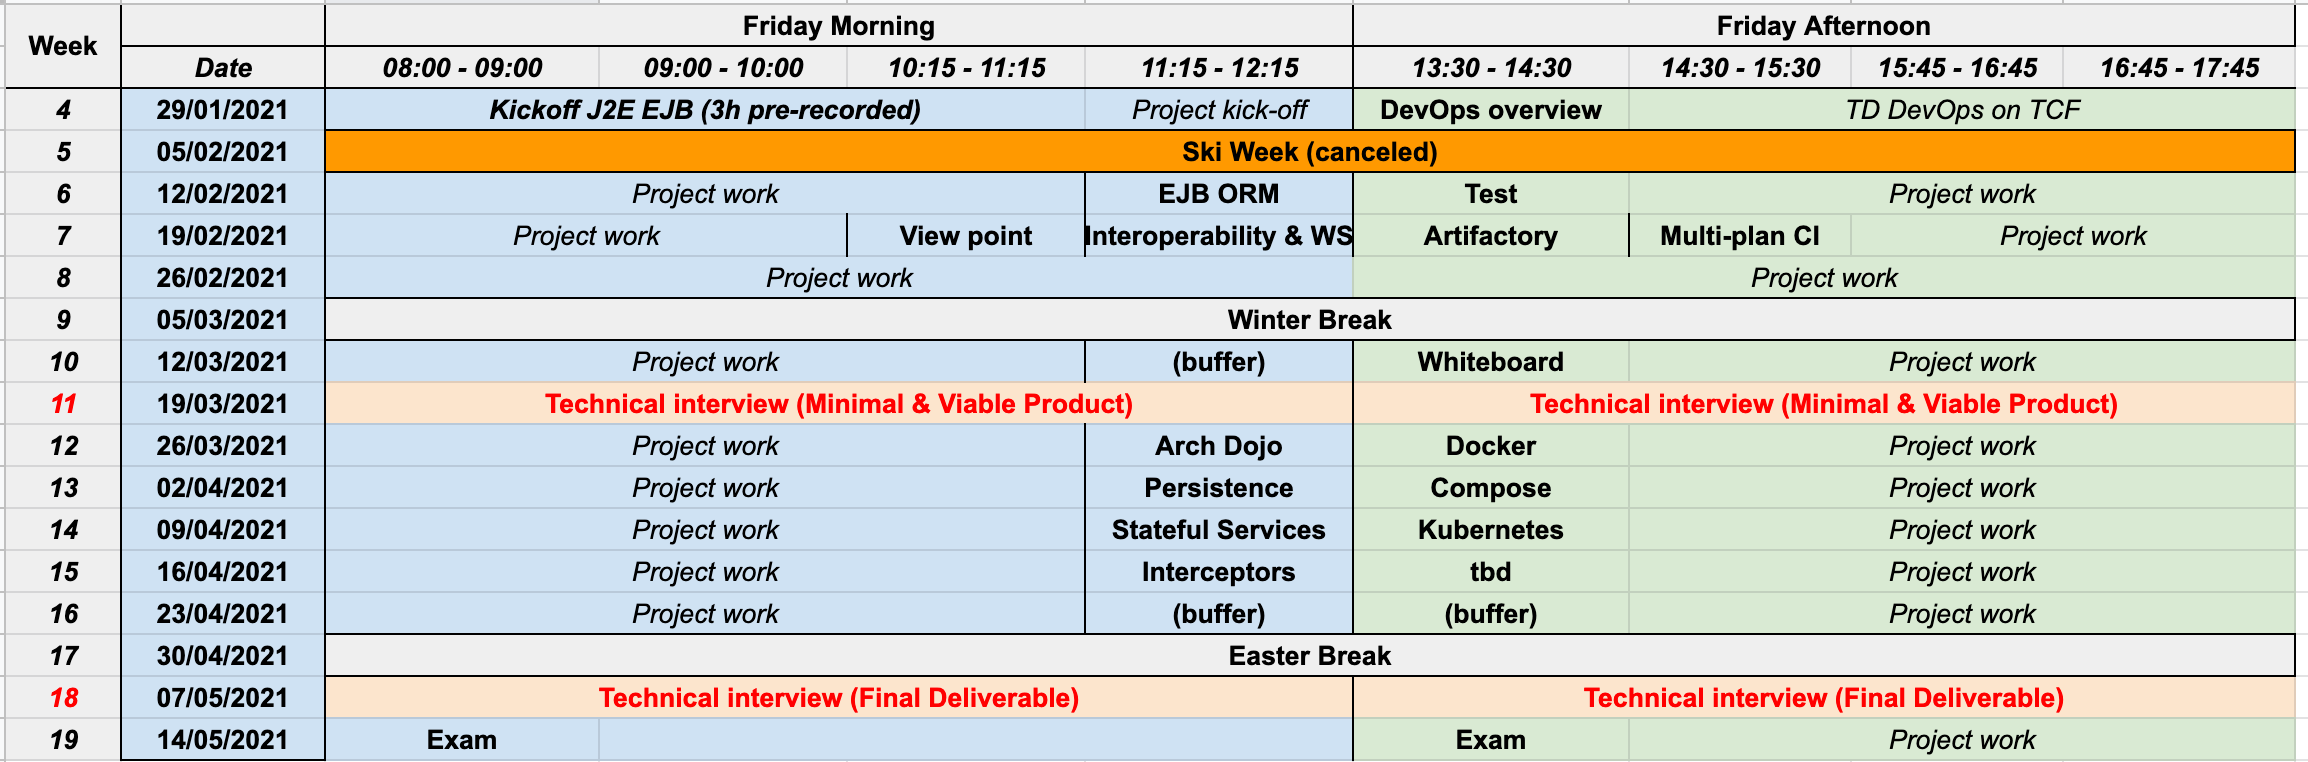 Week Friday Morning Friday Afternoon
Date 08:00 - 09:00 09:00 - 10:00 10:15 - 11:15 11:15 - 12:15 13:30 - 14:30 14:30 - 15:30 15:45 - 16:45 16:45 - 17:45
4 29/01/2021 Kickoff J2E EJB (3h pre-recorded) Project kick-off DevOps overview TD DevOps on TCF
5 05/02/2021 Ski Week (canceled)
6 12/02/2021 Project work EJB ORM Test Project work
7 19/02/2021 Project work View point Interoperability & WS Artifactory Multi-plan CI Project work
8 26/02/2021 Project work Project work
9 05/03/2021 Winter Break
10 12/03/2021 Project work (buffer) Whiteboard Project work
11 19/03/2021 Technical interview (Minimal & Viable Product) Technical interview (Minimal & Viable Product)
12 26/03/2021 Project work Arch Dojo Docker Project work
13 02/04/2021 Project work Persistence Compose Project work
14 09/04/2021 Project work Stateful Services Kubernetes Project work
15 16/04/2021 Project work Interceptors tbd Project work
16 23/04/2021 Project work (buffer) (buffer) Project work
17 30/04/2021 Easter Break
18 07/05/2021 Technical interview (Final Deliverable) Technical interview (Final Deliverable)
19 14/05/2021 Exam Exam Project work